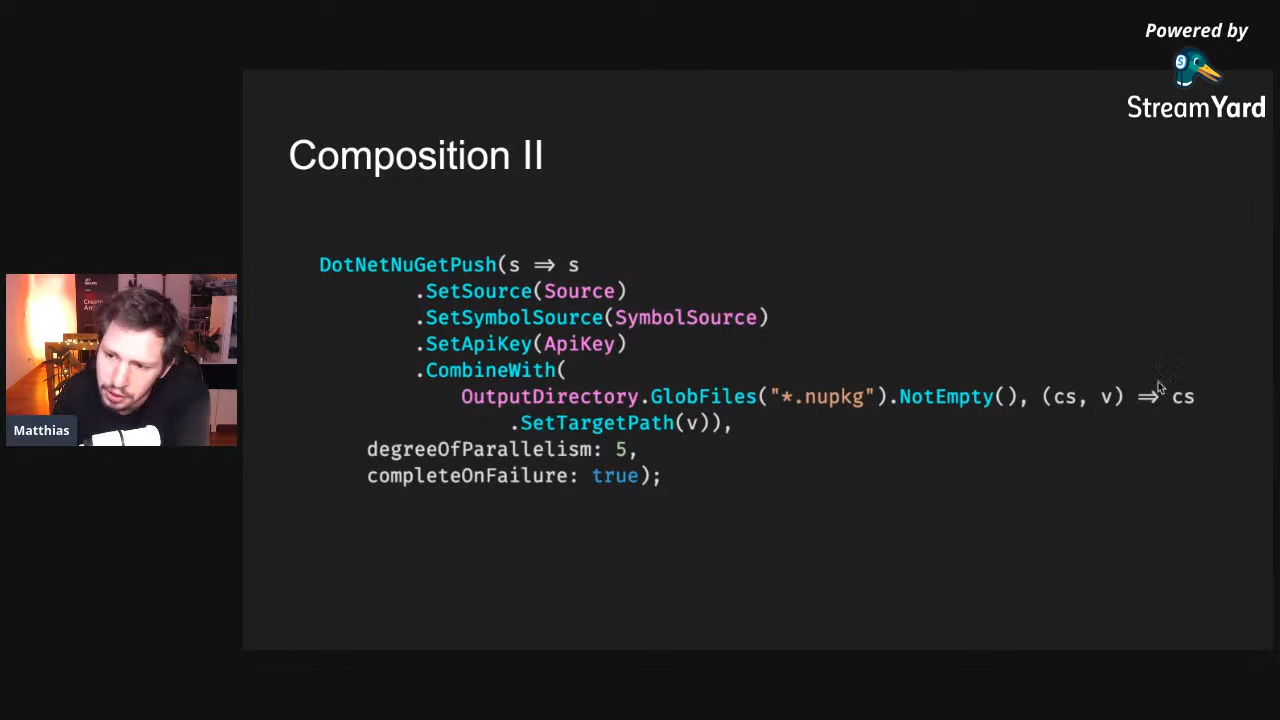 Powered by
StreamYard
Composition II
DotNetNuGetPush(s => s
.SetSource(Source)
.SetSymbolSource(SymbolSource)
.SetApiKey(ApiKey)
.CombineWith(
OutputDirectory.GlobFiles("*.nupkg").NotEmpty(), (cs, v) => cs
.SetTargetPath(v)),
degreeOfParallelism: 5,
completeOnFailure: true);
Matthias